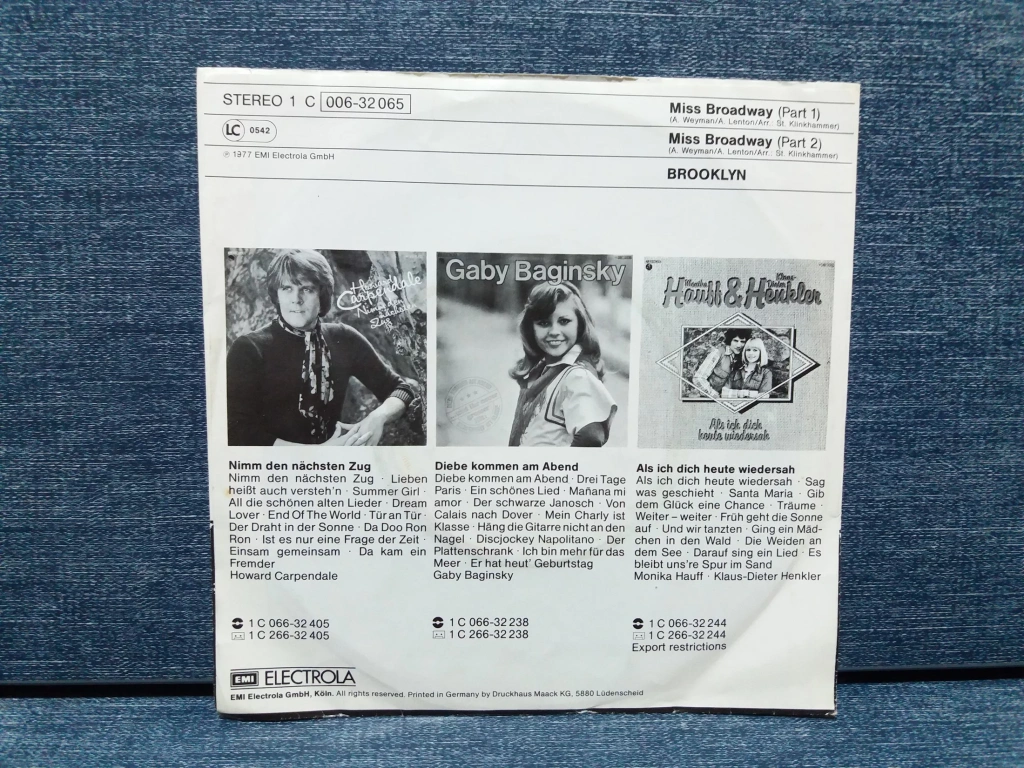 STEREO 1 C 006-32 065
LC 0542
℗ 1977 EMI Electrola GmbH
Miss Broadway (Part 1)
(A. Weyman/A. Lenton/Arr.: St. Klinkhammer)
Miss Broadway (Part 2)
(A. Weyman/A. Lenton/Arr.: St. Klinkhammer)
BROOKLYN
Howard
Carpendale
Nimm den
nächsten
Zug
Gaby Baginsky
Monika Klaus-Dieter
Hauff & Henkler
Als ich dich
heute wiedersah
Nimm den nächsten Zug
Nimm den nächsten Zug · Lieben
heißt auch versteh'n · Summer Girl ·
All die schönen alten Lieder · Dream
Lover · End Of The World · Tür an Tür ·
Der Draht in der Sonne · Da Doo Ron
Ron · Ist es nur eine Frage der Zeit ·
Einsam gemeinsam · Da kam ein
Fremder
Howard Carpendale
1 C 066-32 405
1 C 266-32 405
Diebe kommen am Abend
Diebe kommen am Abend · Drei Tage
Paris · Ein schönes Lied · Mañana mi
amor · Der schwarze Janosch · Von
Calais nach Dover · Mein Charly ist
Klasse · Häng die Gitarre nicht an den
Nagel · Discjockey Napolitano · Der
Plattenschrank · Ich bin mehr für das
Meer · Er hat heut' Geburtstag
Gaby Baginsky
1 C 066-32 238
1 C 266-32 238
Als ich dich heute wiedersah
Als ich dich heute wiedersah · Sag
was geschieht · Santa Maria · Gib
dem Glück eine Chance · Träume ·
Weiter – weiter · Früh geht die Sonne
auf · Und wir tanzten · Ging ein Mäd-
chen in den Wald · Die Weiden an
dem See · Darauf sing ein Lied · Es
bleibt uns're Spur im Sand
Monika Hauff · Klaus-Dieter Henkler
1 C 066-32 244
1 C 266-32 244
Export restrictions
EMI ELECTROLA
EMI Electrola GmbH, Köln. All rights reserved. Printed in Germany by Druckhaus Maack KG, 5880 Lüdenscheid